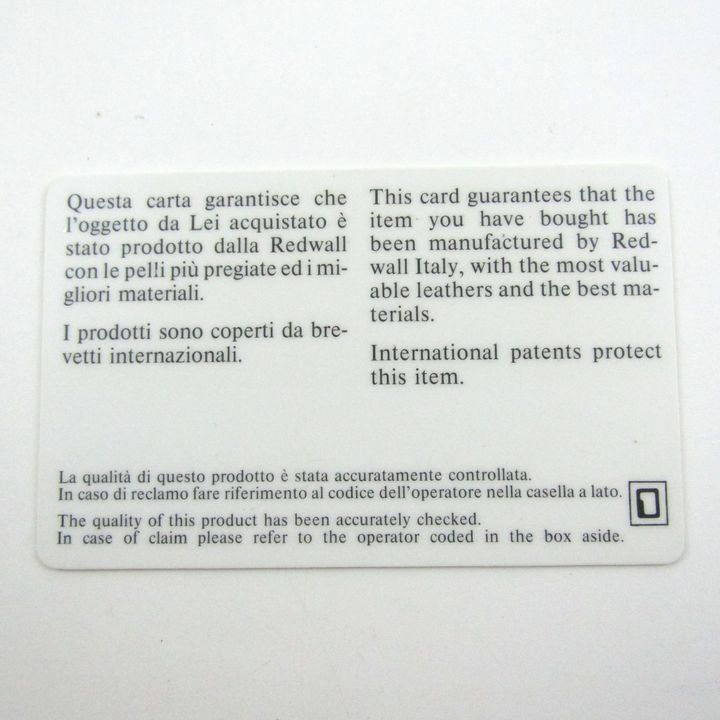 Questa carta garantisce che
l'oggetto da Lei acquistato è
stato prodotto dalla Redwall
con le pelli più pregiate ed i mi-
gliori materiali.
I prodotti sono coperti da bre-
vetti internazionali.
This card guarantees that the
item you have bought has
been manufactured by Red-
wall Italy, with the most valu-
able leathers and the best ma-
terials.
International patents protect
this item.
La qualità di questo prodotto è stata accuratamente controllata.
In caso di reclamo fare riferimento al codice dell'operatore nella casella a lato.
The quality of this product has been accurately checked.
In case of claim please refer to the operator coded in the box aside.